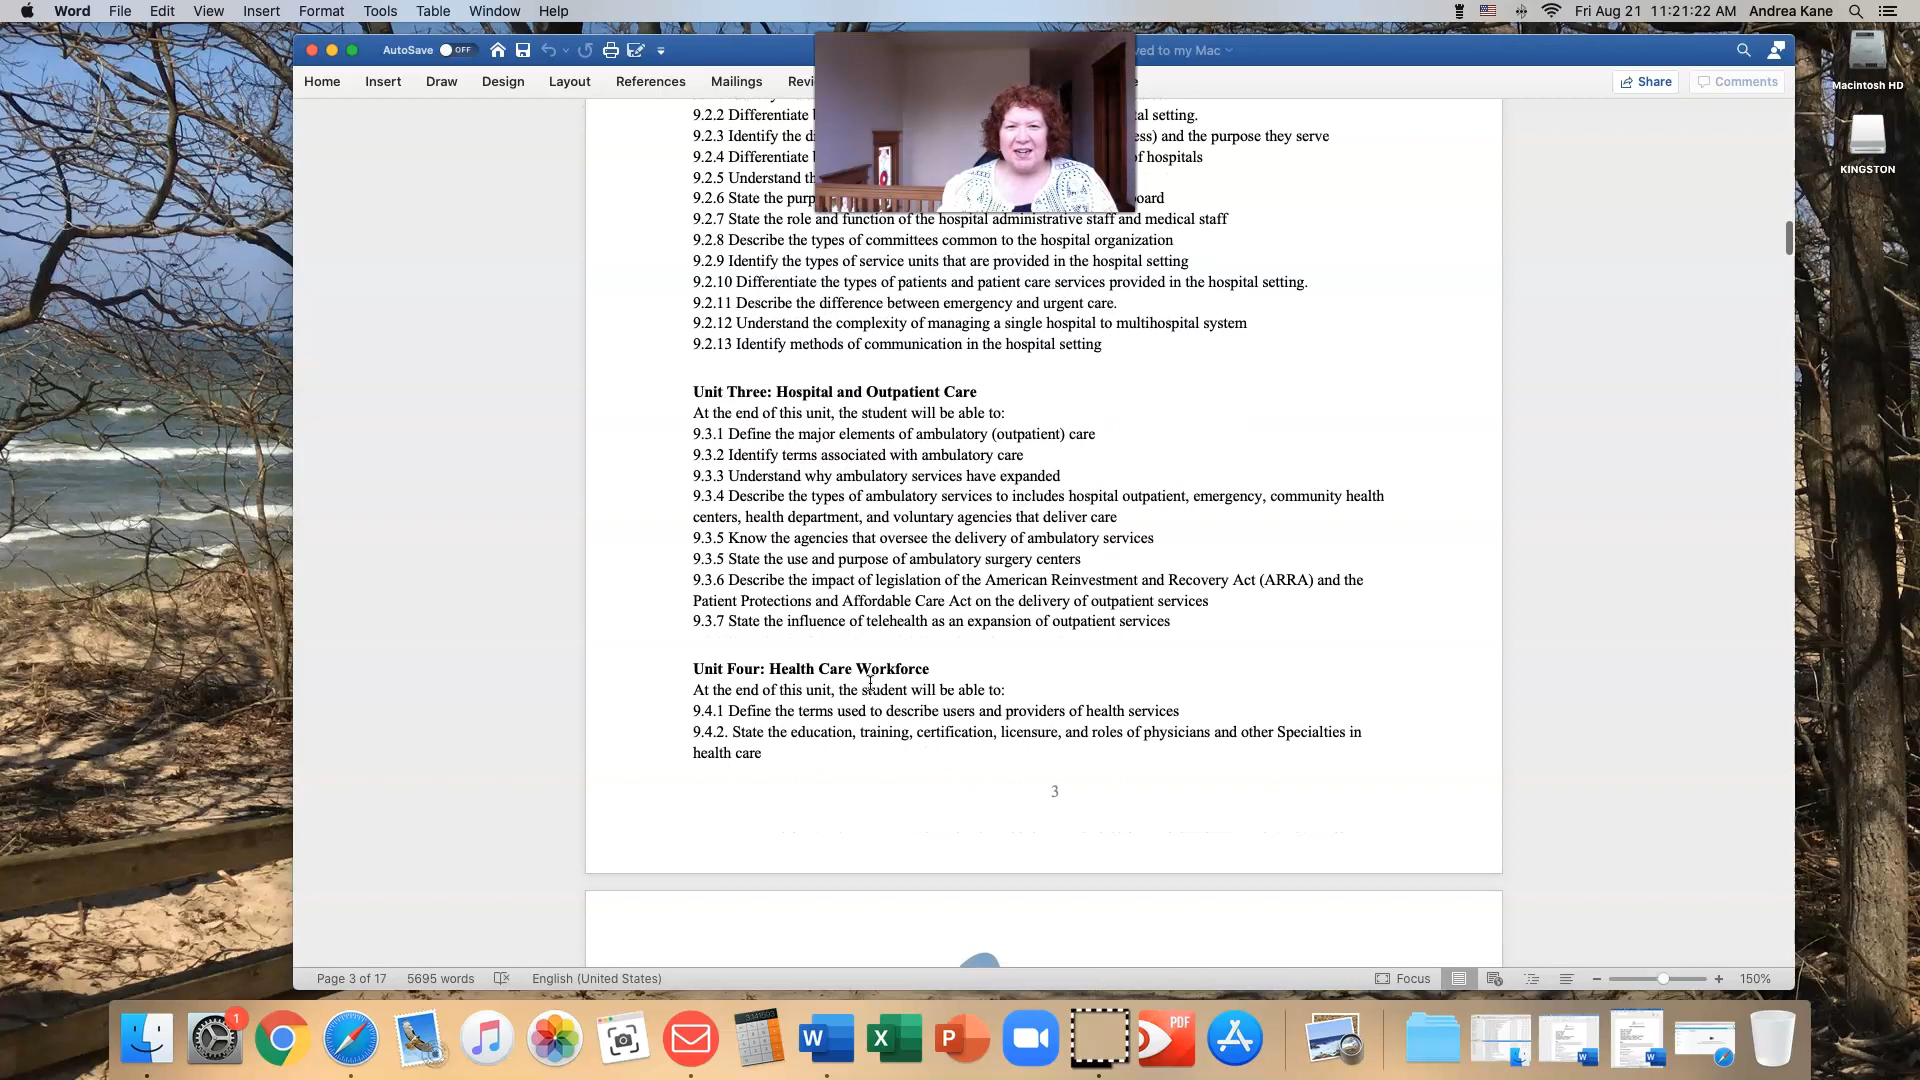 Word File Edit View Insert Format Tools Table Window Help
Fri Aug 21 11:21:22 AM Andrea Kane
AutoSave OFF
ved to my Mac
Home Insert Draw Design Layout References Mailings Revi
Share Comments
Macintosh HD
KINGSTON
9.2.2 Differentiate tal setting.
9.2.3 Identify the di ess) and the purpose they serve
9.2.4 Differentiate of hospitals
9.2.5 Understand th
9.2.6 State the purp oard
9.2.7 State the role and function of the hospital administrative staff and medical staff
9.2.8 Describe the types of committees common to the hospital organization
9.2.9 Identify the types of service units that are provided in the hospital setting
9.2.10 Differentiate the types of patients and patient care services provided in the hospital setting.
9.2.11 Describe the difference between emergency and urgent care.
9.2.12 Understand the complexity of managing a single hospital to multihospital system
9.2.13 Identify methods of communication in the hospital setting
Unit Three: Hospital and Outpatient Care
At the end of this unit, the student will be able to:
9.3.1 Define the major elements of ambulatory (outpatient) care
9.3.2 Identify terms associated with ambulatory care
9.3.3 Understand why ambulatory services have expanded
9.3.4 Describe the types of ambulatory services to includes hospital outpatient, emergency, community health
centers, health department, and voluntary agencies that deliver care
9.3.5 Know the agencies that oversee the delivery of ambulatory services
9.3.5 State the use and purpose of ambulatory surgery centers
9.3.6 Describe the impact of legislation of the American Reinvestment and Recovery Act (ARRA) and the
Patient Protections and Affordable Care Act on the delivery of outpatient services
9.3.7 State the influence of telehealth as an expansion of outpatient services
Unit Four: Health Care Workforce
At the end of this unit, the student will be able to:
9.4.1 Define the terms used to describe users and providers of health services
9.4.2. State the education, training, certification, licensure, and roles of physicians and other Specialties in
health care
3
Page 3 of 17 5695 words English (United States)
Focus 150%
1
PDF